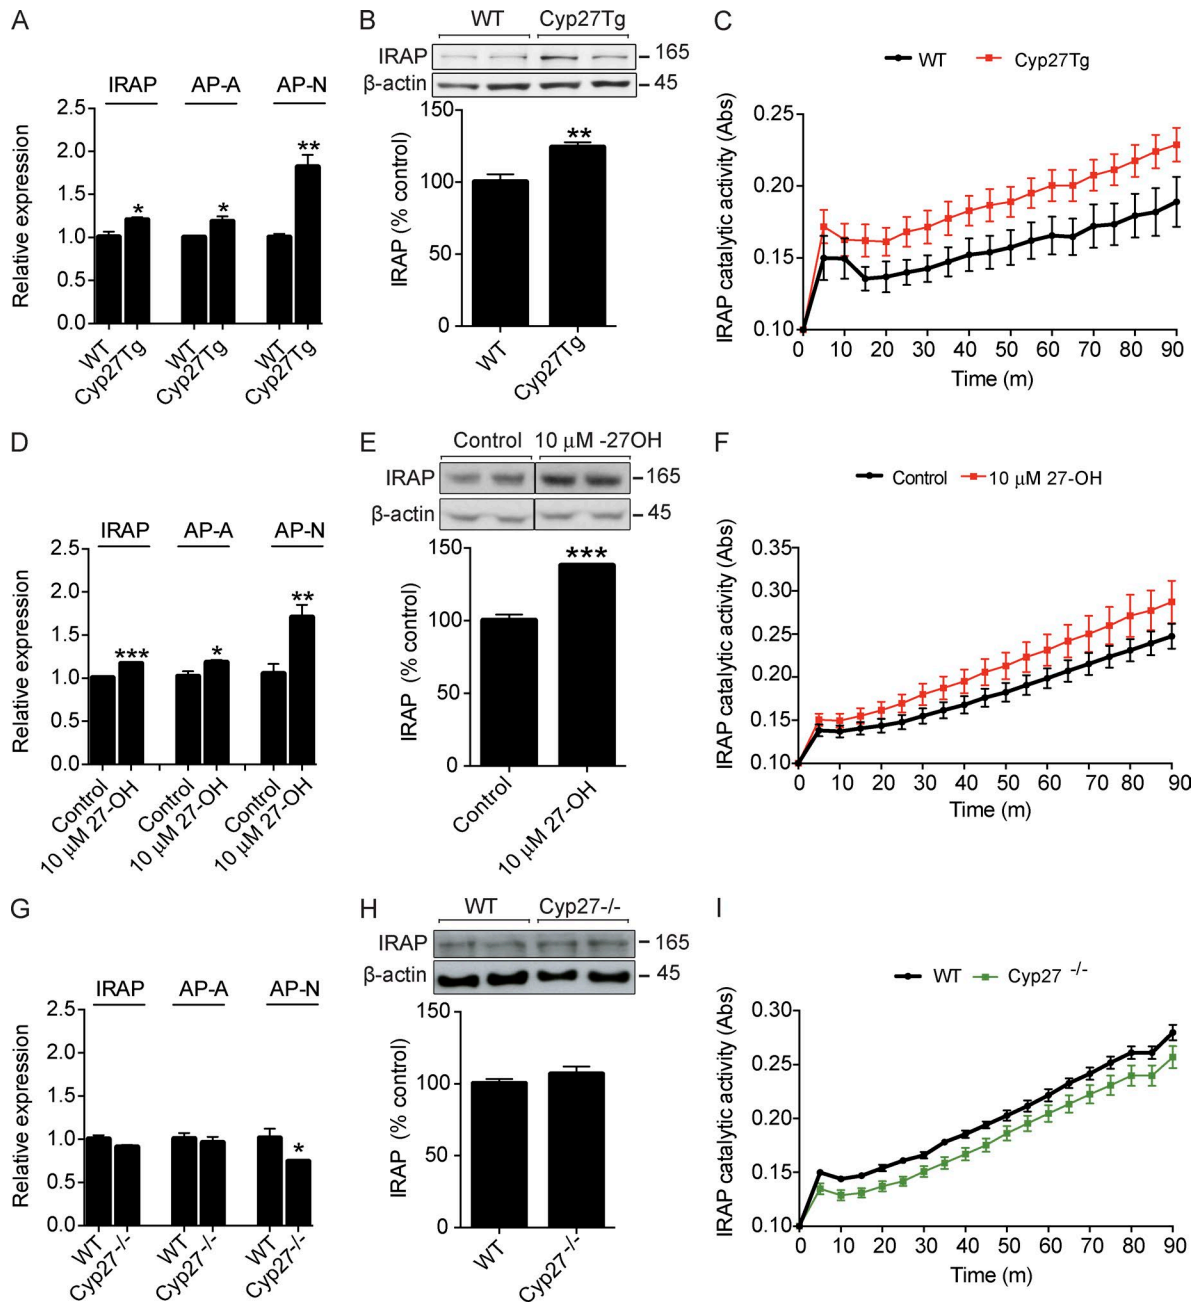 A
IRAP AP-A AP-N
Relative expression
2.5
2.0
1.5
1.0
0.5
0.0
* * **
WT Cyp27Tg WT Cyp27Tg WT Cyp27Tg
B
WT Cyp27Tg
IRAP 165
β-actin 45
IRAP (% control)
150
100
50
0
**
WT Cyp27Tg
C
WT Cyp27Tg
IRAP catalytic activity (Abs)
0.25
0.20
0.15
0.10
0 10 20 30 40 50 60 70 80 90
Time (m)
D
IRAP AP-A AP-N
Relative expression
2.5
2.0
1.5
1.0
0.5
0.0
*** * **
Control 10 µM 27-OH Control 10 µM 27-OH Control 10 µM 27-OH
E
Control 10 µM -27OH
IRAP 165
β-actin 45
IRAP (% control)
150
100
50
0
***
Control 10 µM 27-OH
F
Control 10 µM 27-OH
IRAP catalytic activity (Abs)
0.35
0.30
0.25
0.20
0.15
0.10
0 10 20 30 40 50 60 70 80 90
Time (m)
G
IRAP AP-A AP-N
Relative expression
2.5
2.0
1.5
1.0
0.5
0.0
*
WT Cyp27-/- WT Cyp27-/- WT Cyp27-/-
H
WT Cyp27-/-
IRAP 165
β-actin 45
IRAP (% control)
150
100
50
0
WT Cyp27-/-
I
WT Cyp27 -/-
IRAP catalytic activity (Abs)
0.30
0.25
0.20
0.15
0.10
0 10 20 30 40 50 60 70 80 90
Time (m)